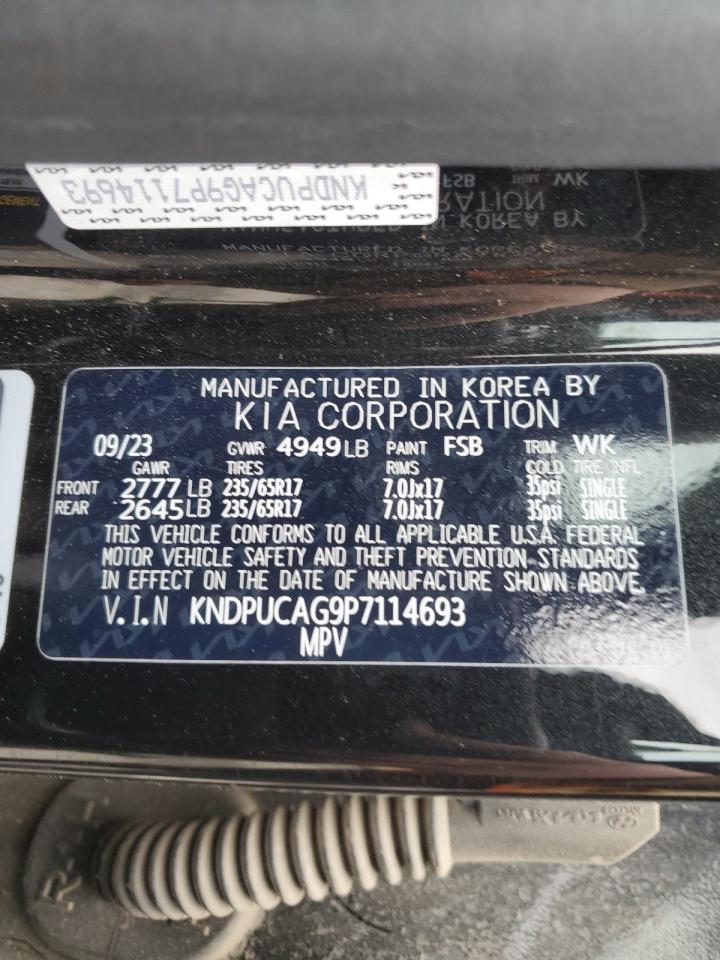 KNDPUCAG9P7114693
FSB WK
MANUFACTURED IN KOREA BY
KIA CORPORATION
09/23 GVWR 4949 LB PAINT FSB TRIM WK
GAWR TIRES RIMS COLD TIRE INFL
FRONT 2777 LB 235/65R17 7.0Jx17 35psi SINGLE
REAR 2645 LB 235/65R17 7.0Jx17 35psi SINGLE
THIS VEHICLE CONFORMS TO ALL APPLICABLE U.S.A. FEDERAL
MOTOR VEHICLE SAFETY AND THEFT PREVENTION STANDARDS
IN EFFECT ON THE DATE OF MANUFACTURE SHOWN ABOVE.
V.I.N KNDPUCAG9P7114693
MPV